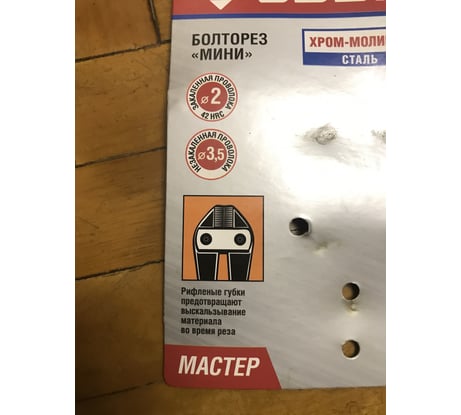 БОЛТОРЕЗ
«МИНИ»
ХРОМ-МОЛИ
СТАЛЬ
ЗАКАЛЕННАЯ ПРОВОЛОКА
⌀2
42 HRC
НЕЗАКАЛЕННАЯ ПРОВОЛОКА
⌀3,5
Рифленые губки
предотвращают
выскальзывание
материала
во время реза
МАСТЕР